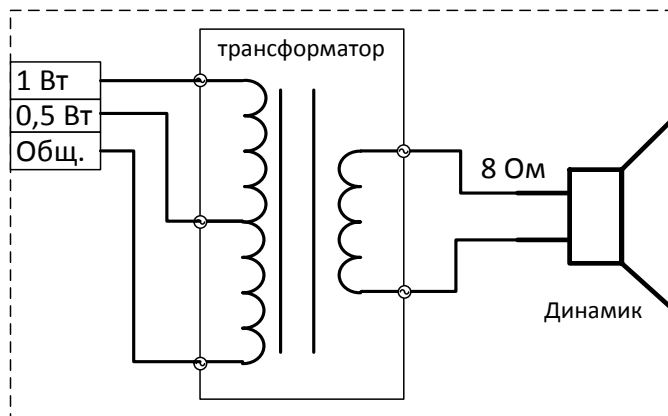 трансформатор
1 Вт
0,5 Вт
Общ.
8 Ом
Динамик